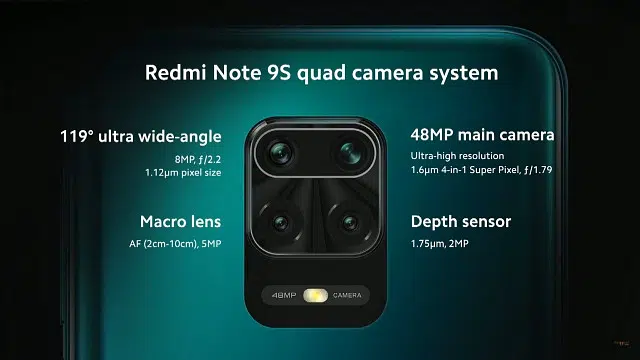 Redmi Note 9S quad camera system
119° ultra wide-angle
8MP, ƒ/2.2
1.12μm pixel size
48MP main camera
Ultra-high resolution
1.6μm 4-in-1 Super Pixel, ƒ/1.79
Macro lens
AF (2cm-10cm), 5MP
Depth sensor
1.75μm, 2MP
48MP CAMERA